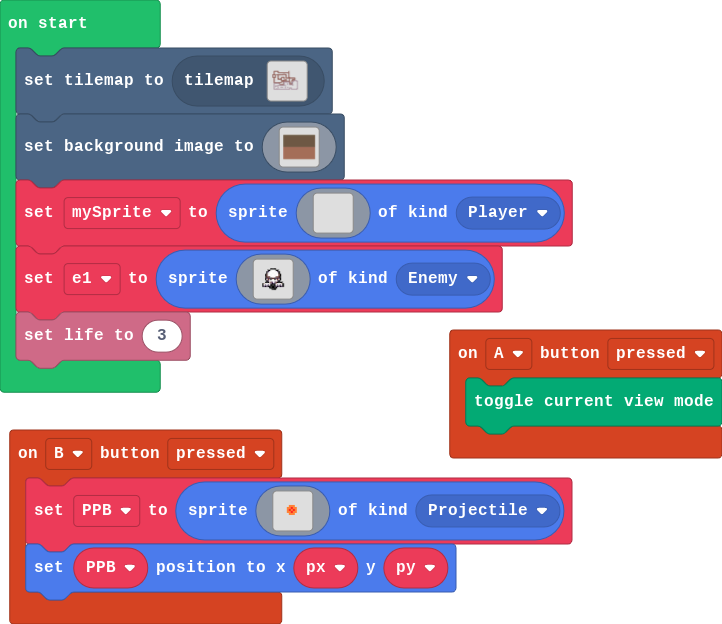 on start
set tilemap to tilemap
set background image to
set mySprite to sprite of kind Player
set e1 to sprite of kind Enemy
set life to 3
on A button pressed
toggle current view mode
on B button pressed
set PPB to sprite of kind Projectile
set PPB position to x px y py